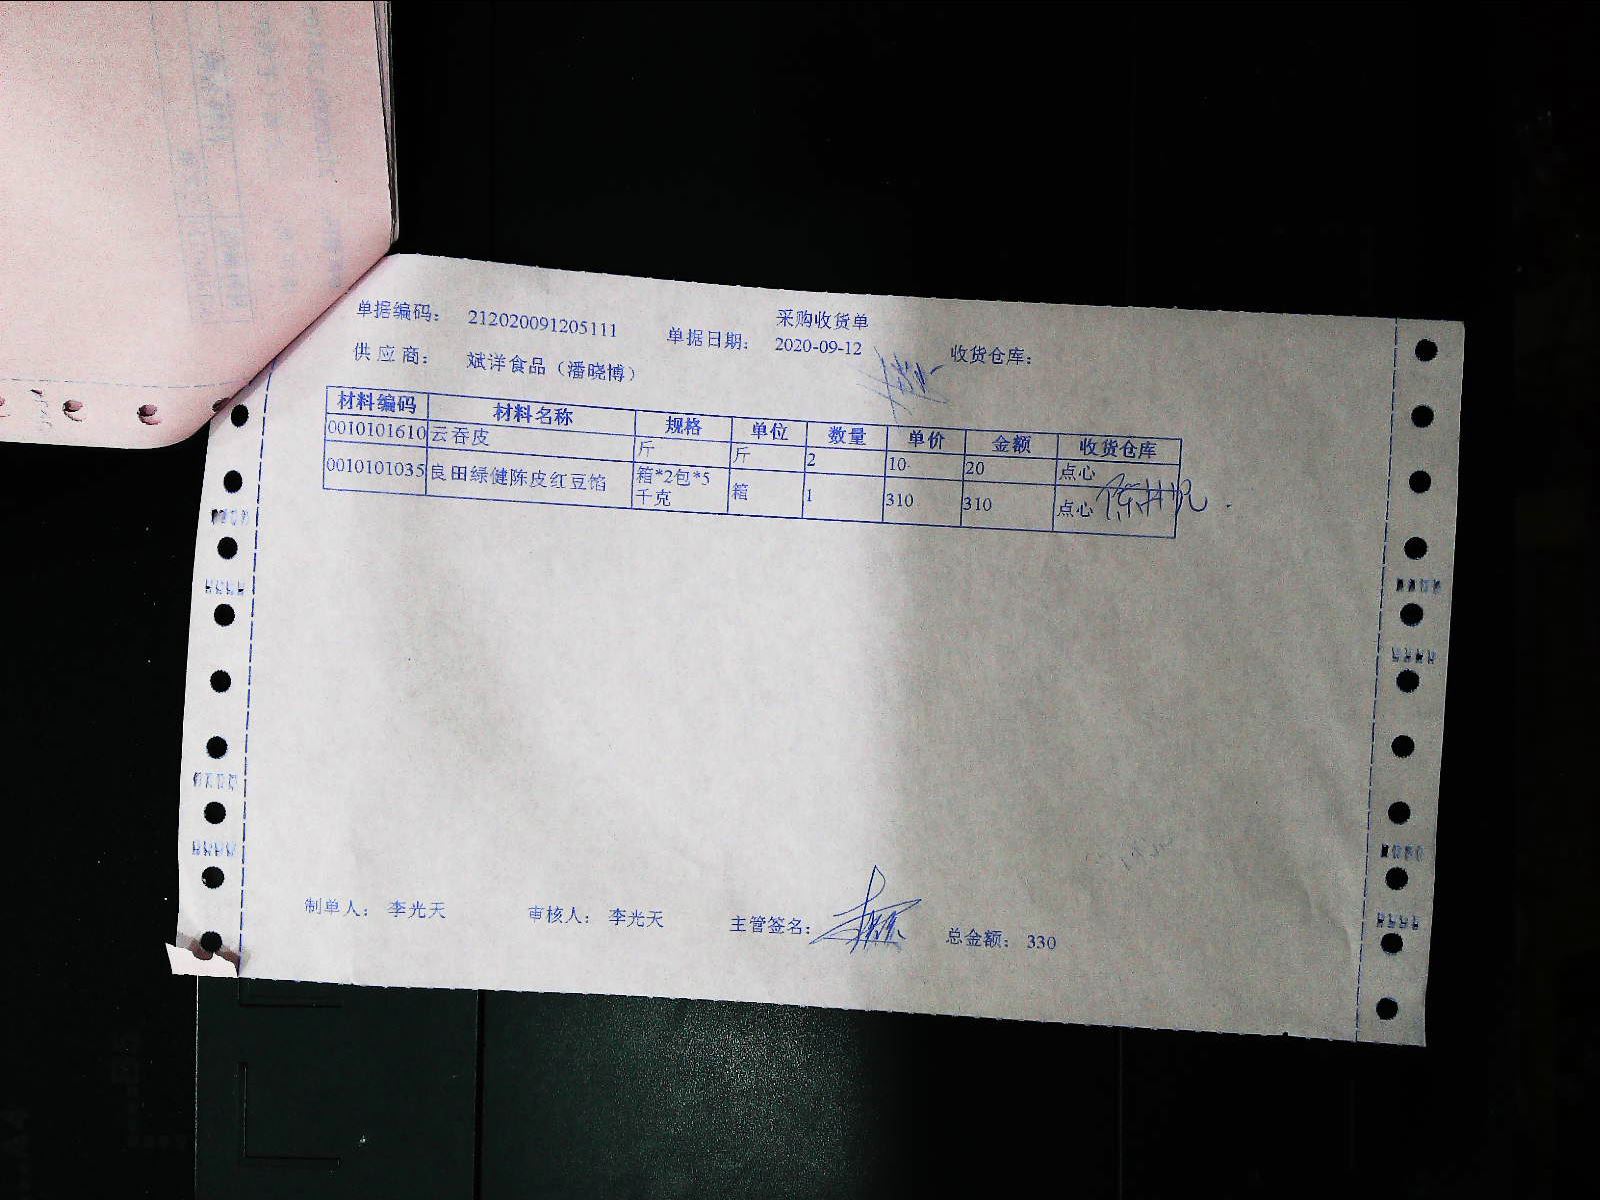 采购收货单
单据编码： 212020091205111 单据日期： 2020-09-12 收货仓库：
供应商： 斌洋食品（潘晓博）
材料编码 材料名称 规格 单位 数量 单价 金额 收货仓库
0010101610 云吞皮 斤 斤 2 10 20 点心
0010101035 良田绿健陈皮红豆馅 箱*2包*5千克 箱 1 310 310 点心
制单人： 李光天 审核人： 李光天 主管签名： 总金额： 330